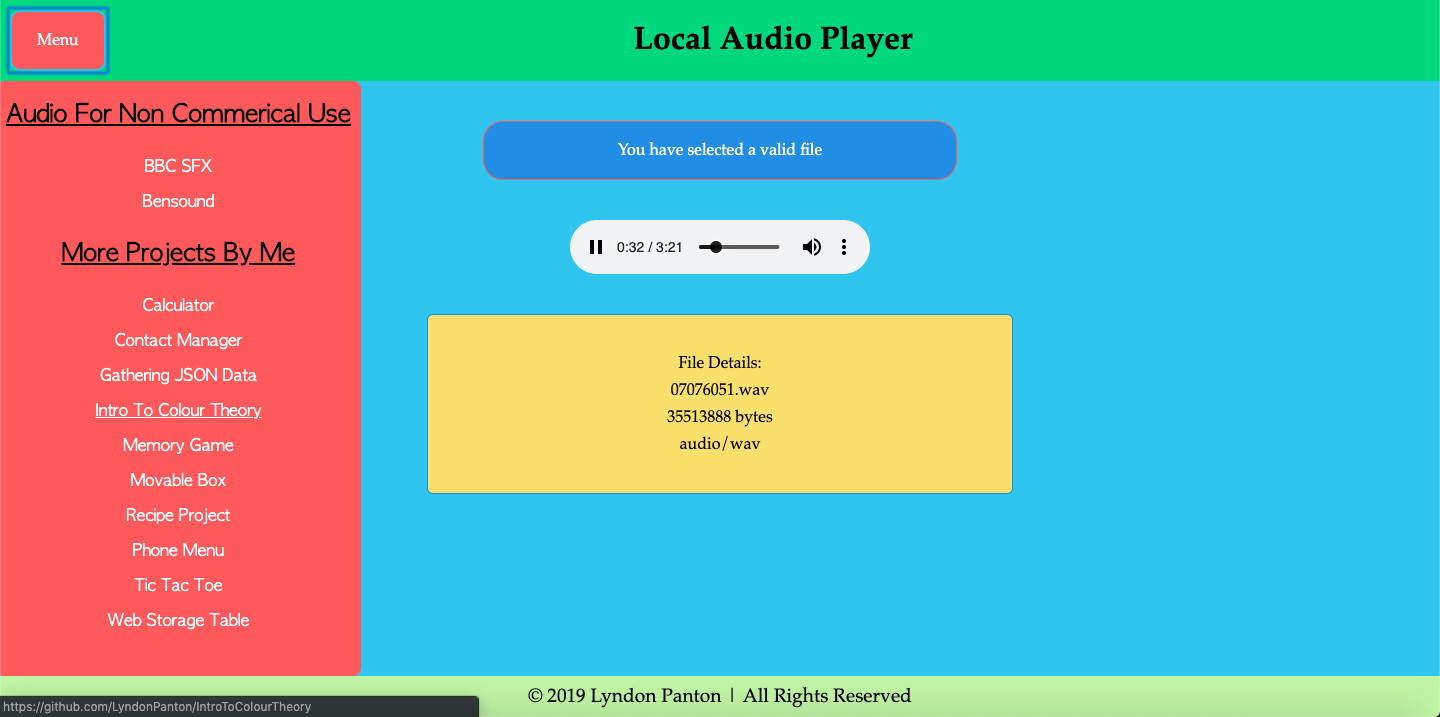 Menu
Local Audio Player
Audio For Non Commerical Use
BBC SFX
Bensound
More Projects By Me
Calculator
Contact Manager
Gathering JSON Data
Intro To Colour Theory
Memory Game
Movable Box
Recipe Project
Phone Menu
Tic Tac Toe
Web Storage Table
You have selected a valid file
0:32 / 3:21
File Details:
07076051.wav
35513888 bytes
audio/wav
© 2019 Lyndon Panton | All Rights Reserved
https://github.com/LyndonPanton/IntroToColourTheory